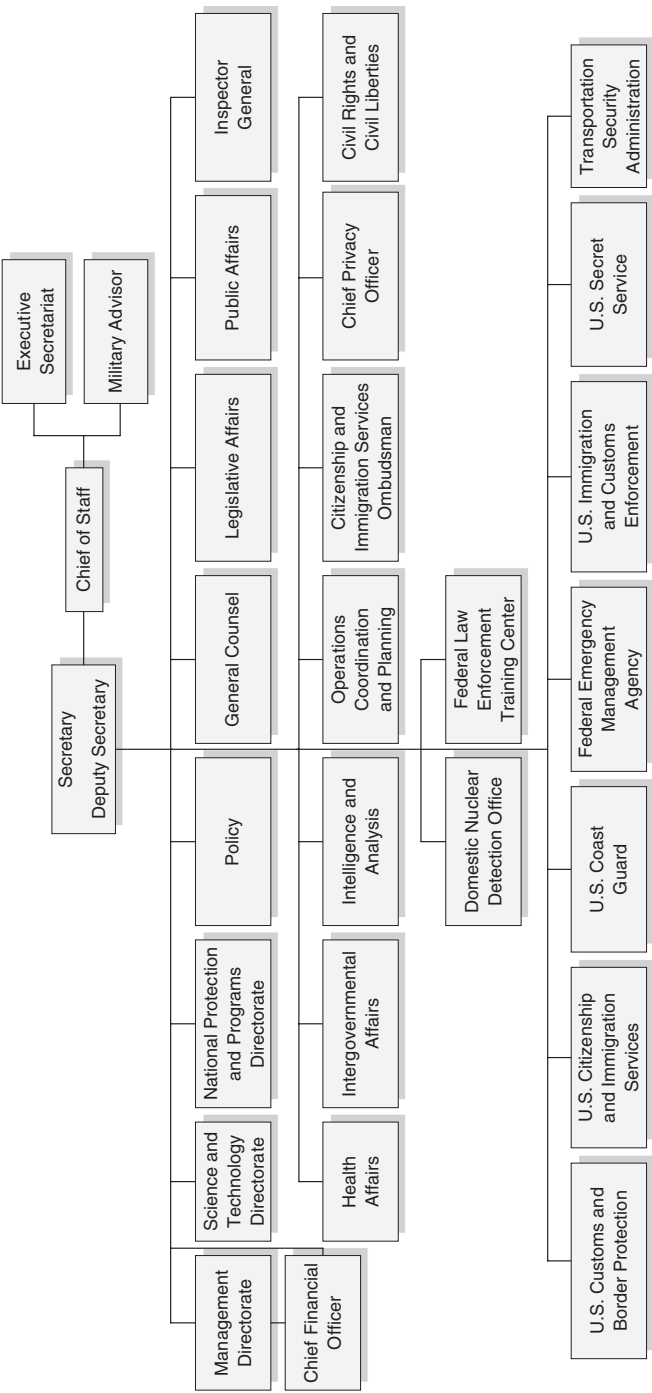 Executive
Secretariat
Secretary
Deputy Secretary
Chief of Staff
Military Advisor
Management
Directorate
Science and
Technology
Directorate
National Protection
and Programs
Directorate
Policy
General Counsel
Legislative Affairs
Public Affairs
Inspector
General
Chief Financial
Officer
Health
Affairs
Intergovernmental
Affairs
Intelligence and
Analysis
Operations
Coordination
and Planning
Citizenship and
Immigration Services
Ombudsman
Chief Privacy
Officer
Civil Rights and
Civil Liberties
Domestic Nuclear
Detection Office
Federal Law
Enforcement
Training Center
U.S. Customs and
Border Protection
U.S. Citizenship
and Immigration
Services
U.S. Coast
Guard
Federal Emergency
Management
Agency
U.S. Immigration
and Customs
Enforcement
U.S. Secret
Service
Transportation
Security
Administration